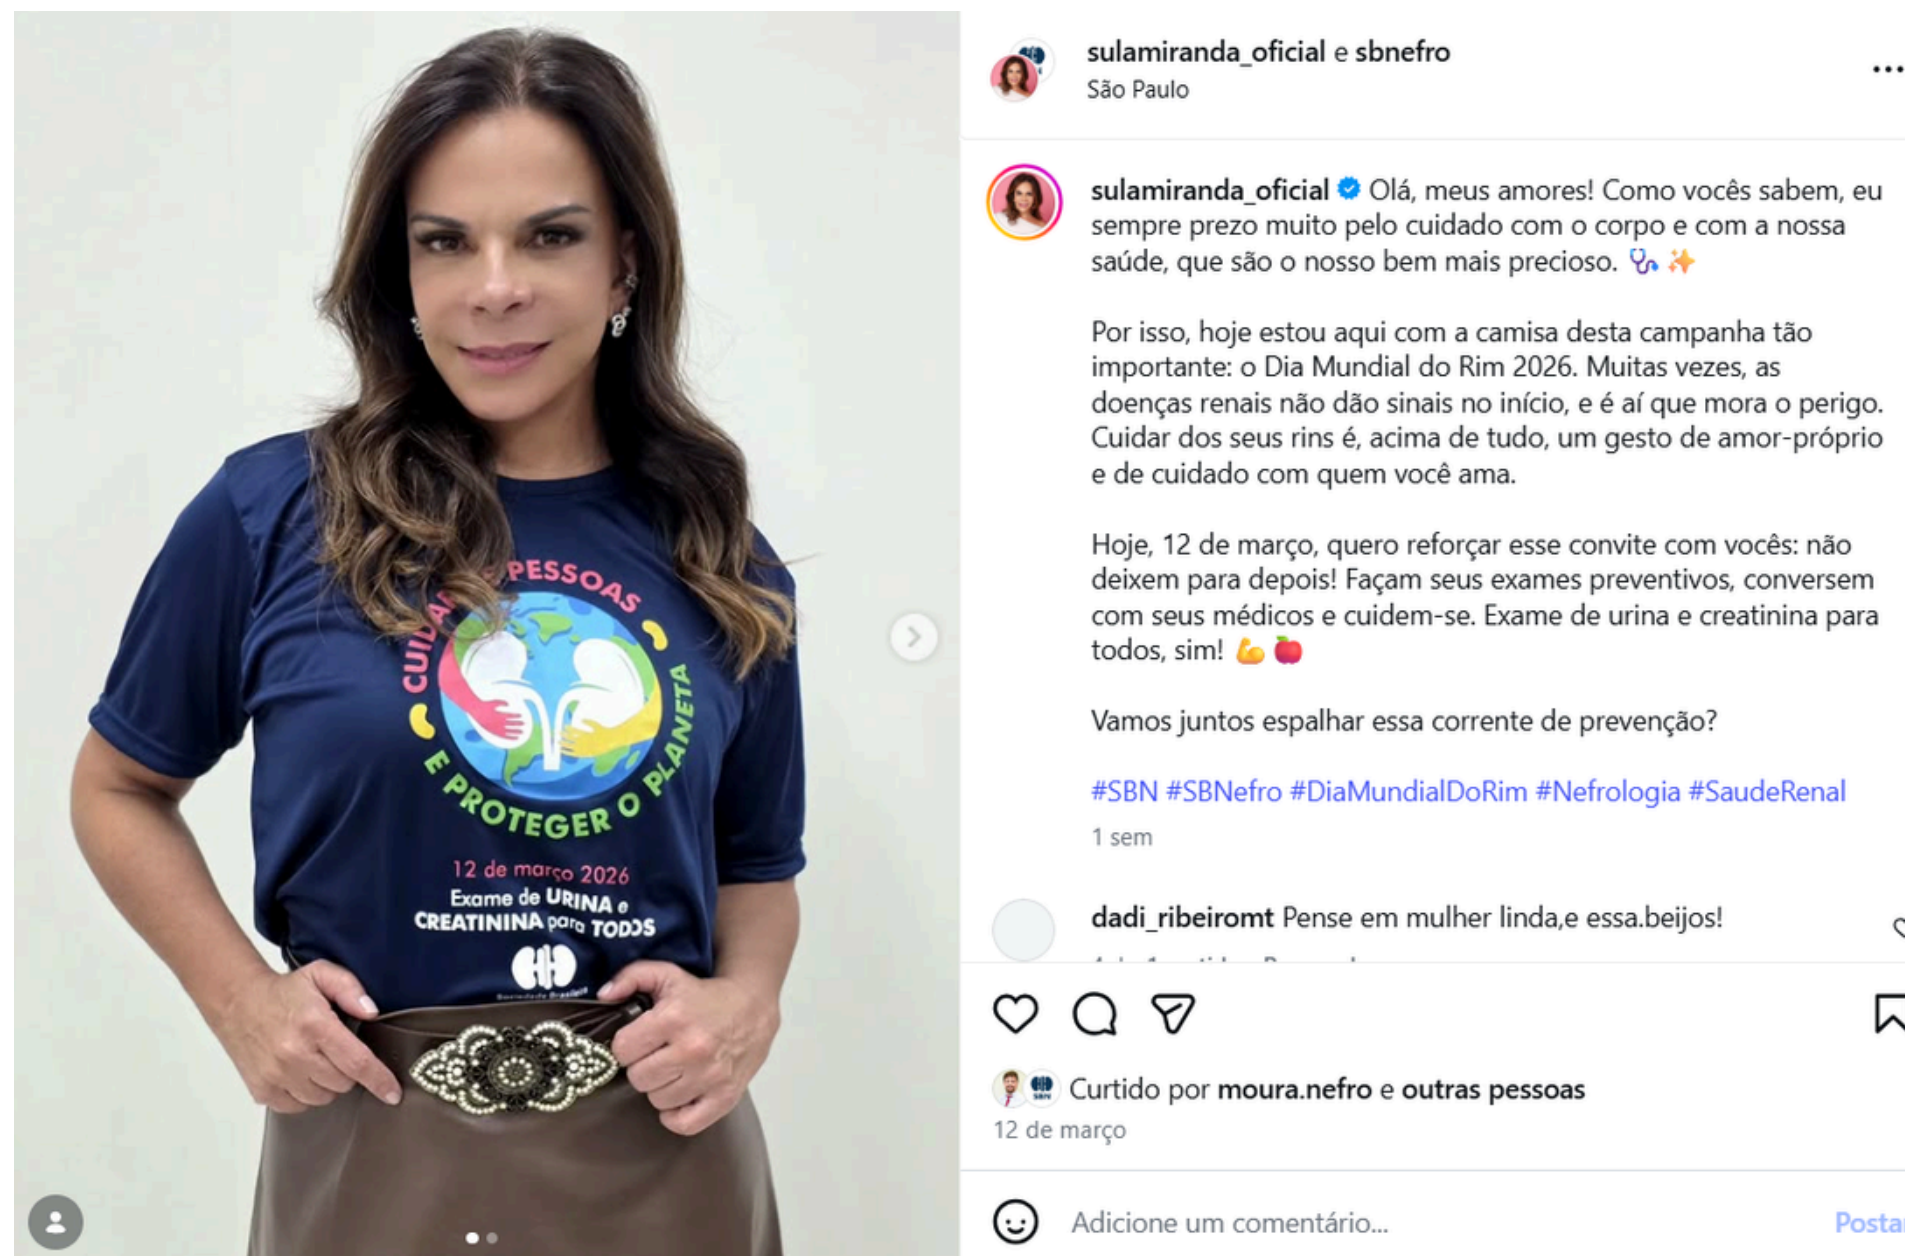 sulamiranda_oficial e sbnefro
São Paulo
sulamiranda_oficial Olá, meus amores! Como vocês sabem, eu
sempre prezo muito pelo cuidado com o corpo e com a nossa
saúde, que são o nosso bem mais precioso. 🩺✨
Por isso, hoje estou aqui com a camisa desta campanha tão
importante: o Dia Mundial do Rim 2026. Muitas vezes, as
doenças renais não dão sinais no início, e é aí que mora o perigo.
Cuidar dos seus rins é, acima de tudo, um gesto de amor-próprio
e de cuidado com quem você ama.
Hoje, 12 de março, quero reforçar esse convite com vocês: não
deixem para depois! Façam seus exames preventivos, conversem
com seus médicos e cuidem-se. Exame de urina e creatinina para
todos, sim! 💪🍎
Vamos juntos espalhar essa corrente de prevenção?
#SBN #SBNefro #DiaMundialDoRim #Nefrologia #SaudeRenal
1 sem
dadi_ribeiromt Pense em mulher linda,e essa.beijos!
Curtido por moura.nefro e outras pessoas
12 de março
Adicione um comentário...
Posta
PESSOAS
E PROTEGER O PLANETA
12 de março 2026
Exame de URINA e
CREATININA para TODOS
Sociedade Brasileira
SBN